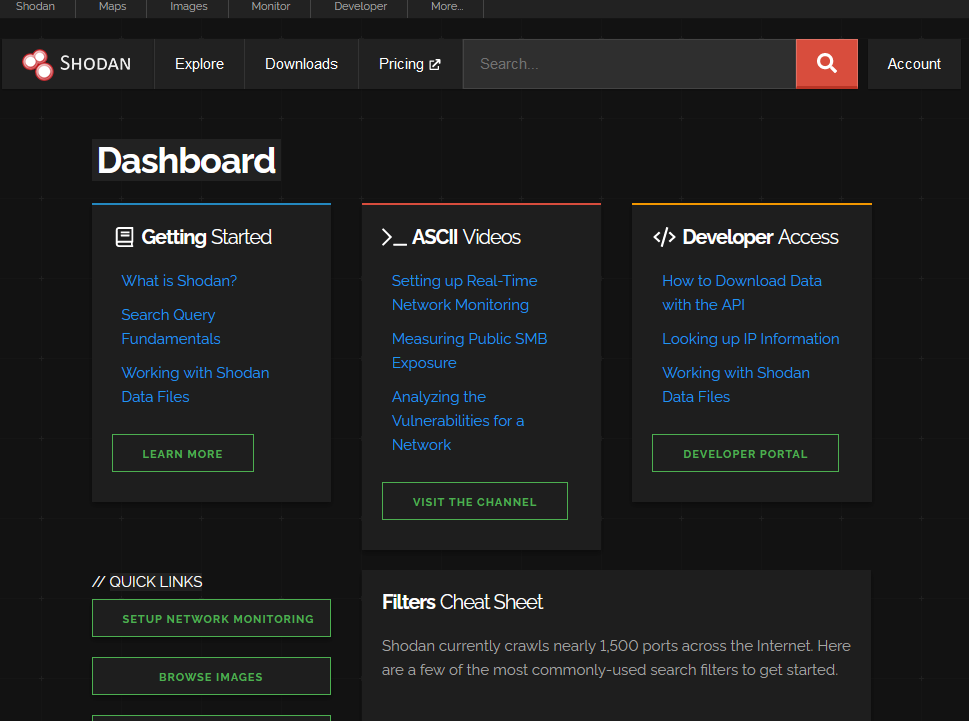 Shodan
Maps
Images
Monitor
Developer
More...
SHODAN
Explore
Downloads
Pricing
Search...
Account
Dashboard
Getting Started
What is Shodan?
Search Query
Fundamentals
Working with Shodan
Data Files
LEARN MORE
>_ ASCII Videos
Setting up Real-Time
Network Monitoring
Measuring Public SMB
Exposure
Analyzing the
Vulnerabilities for a
Network
VISIT THE CHANNEL
</> Developer Access
How to Download Data
with the API
Looking up IP Information
Working with Shodan
Data Files
DEVELOPER PORTAL
// QUICK LINKS
SETUP NETWORK MONITORING
BROWSE IMAGES
Filters Cheat Sheet
Shodan currently crawls nearly 1,500 ports across the Internet. Here
are a few of the most commonly-used search filters to get started.